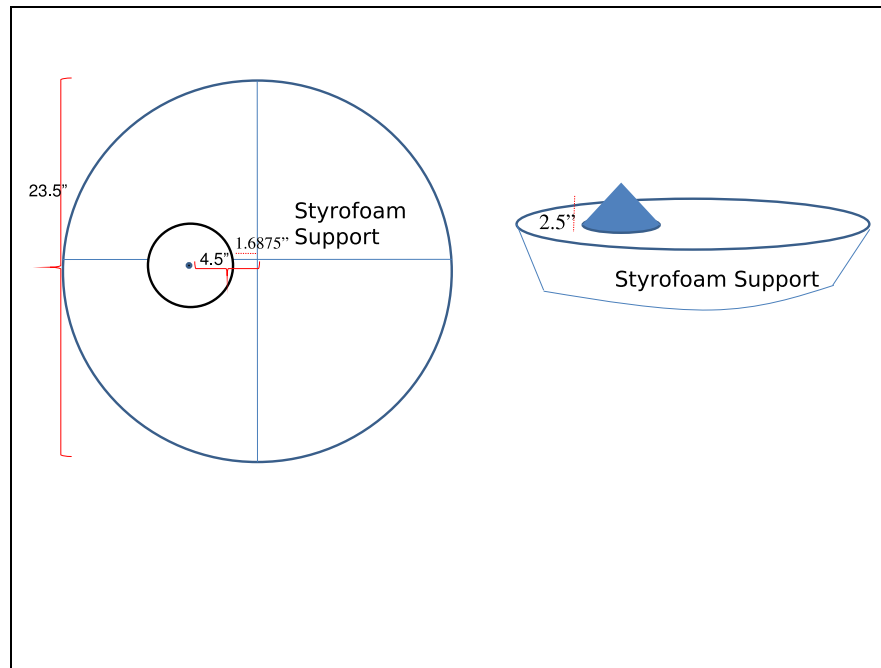 23.5”
Styrofoam
Support
1.6875”
4.5”
2.5”
Styrofoam Support